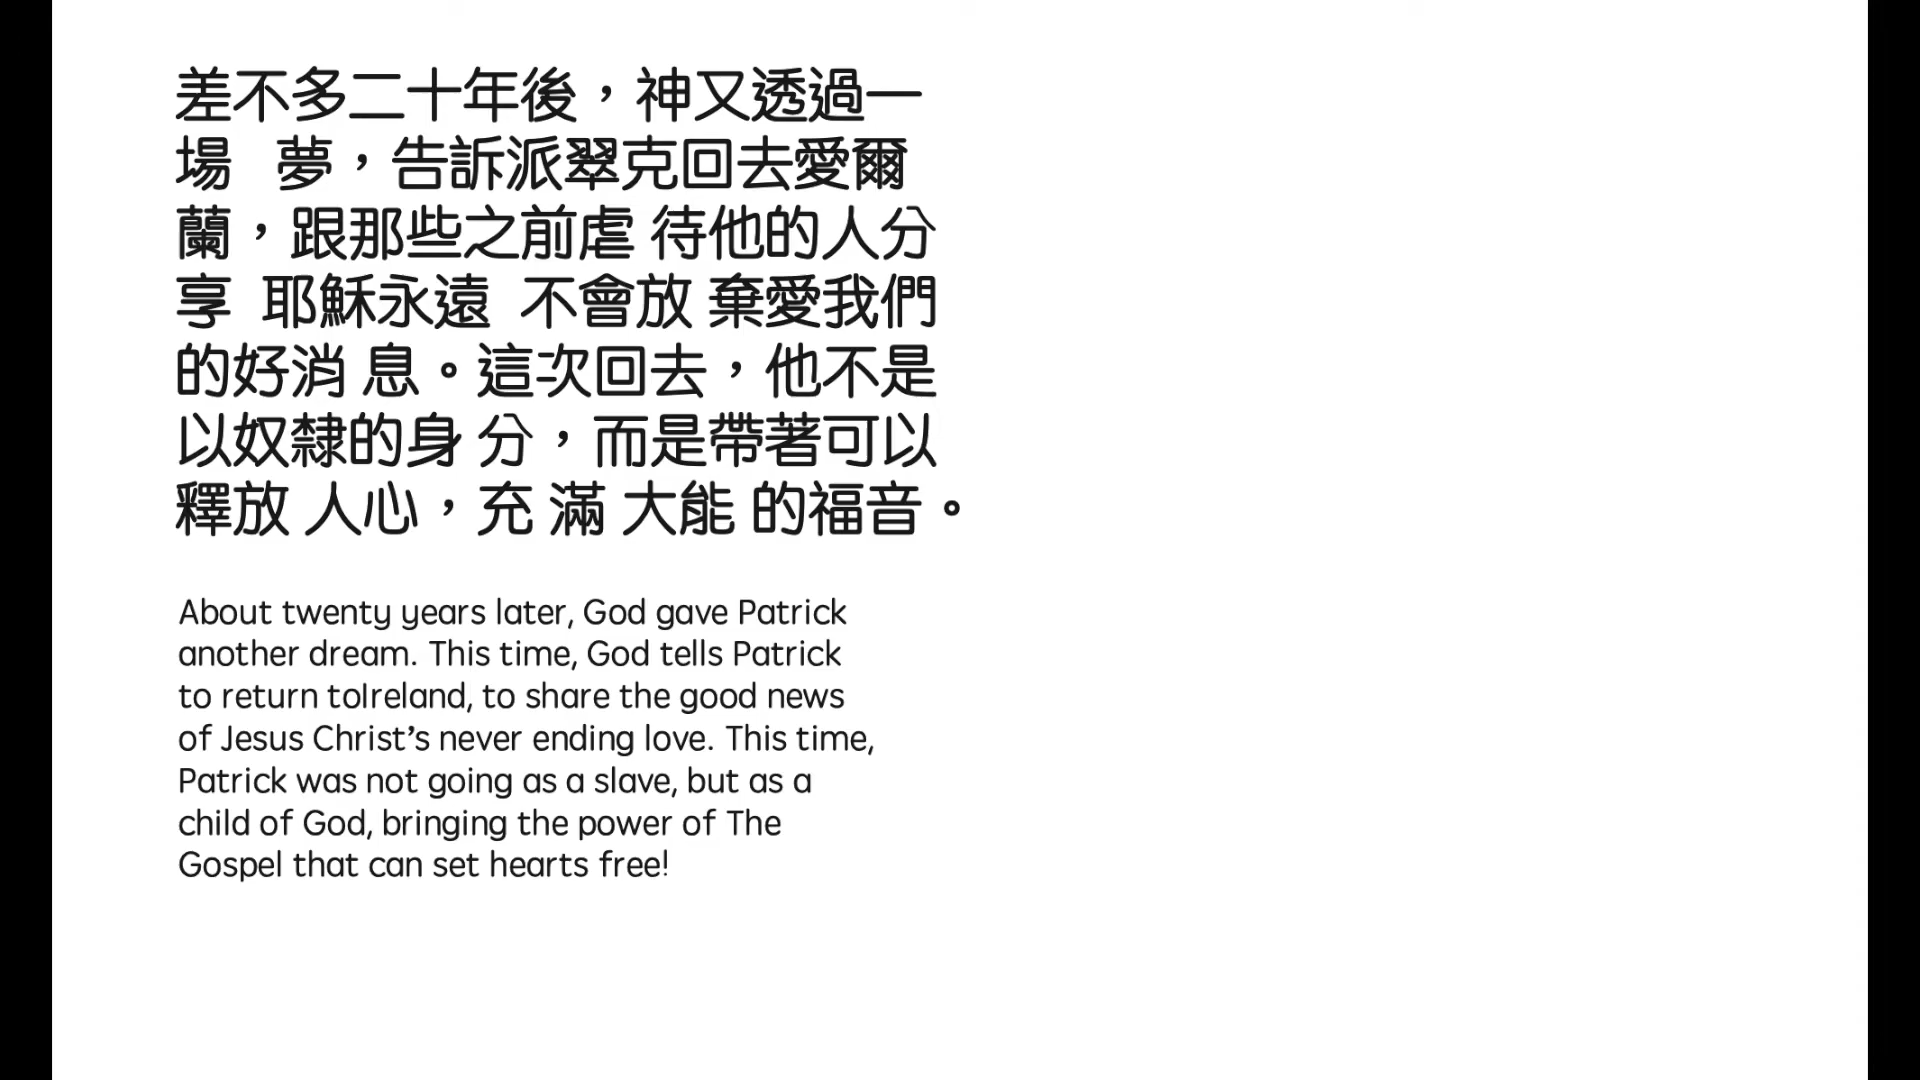 差不多二十年後，神又透過一
場 夢，告訴派翠克回去愛爾
蘭，跟那些之前虐 待他的人分
享 耶穌永遠 不會放 棄愛我們
的好消 息。這次回去，他不是
以奴隸的身 分，而是帶著可以
釋放 人心，充 滿 大能 的福音。
About twenty years later, God gave Patrick
another dream. This time, God tells Patrick
to return toIreland, to share the good news
of Jesus Christ’s never ending love. This time,
Patrick was not going as a slave, but as a
child of God, bringing the power of The
Gospel that can set hearts free!